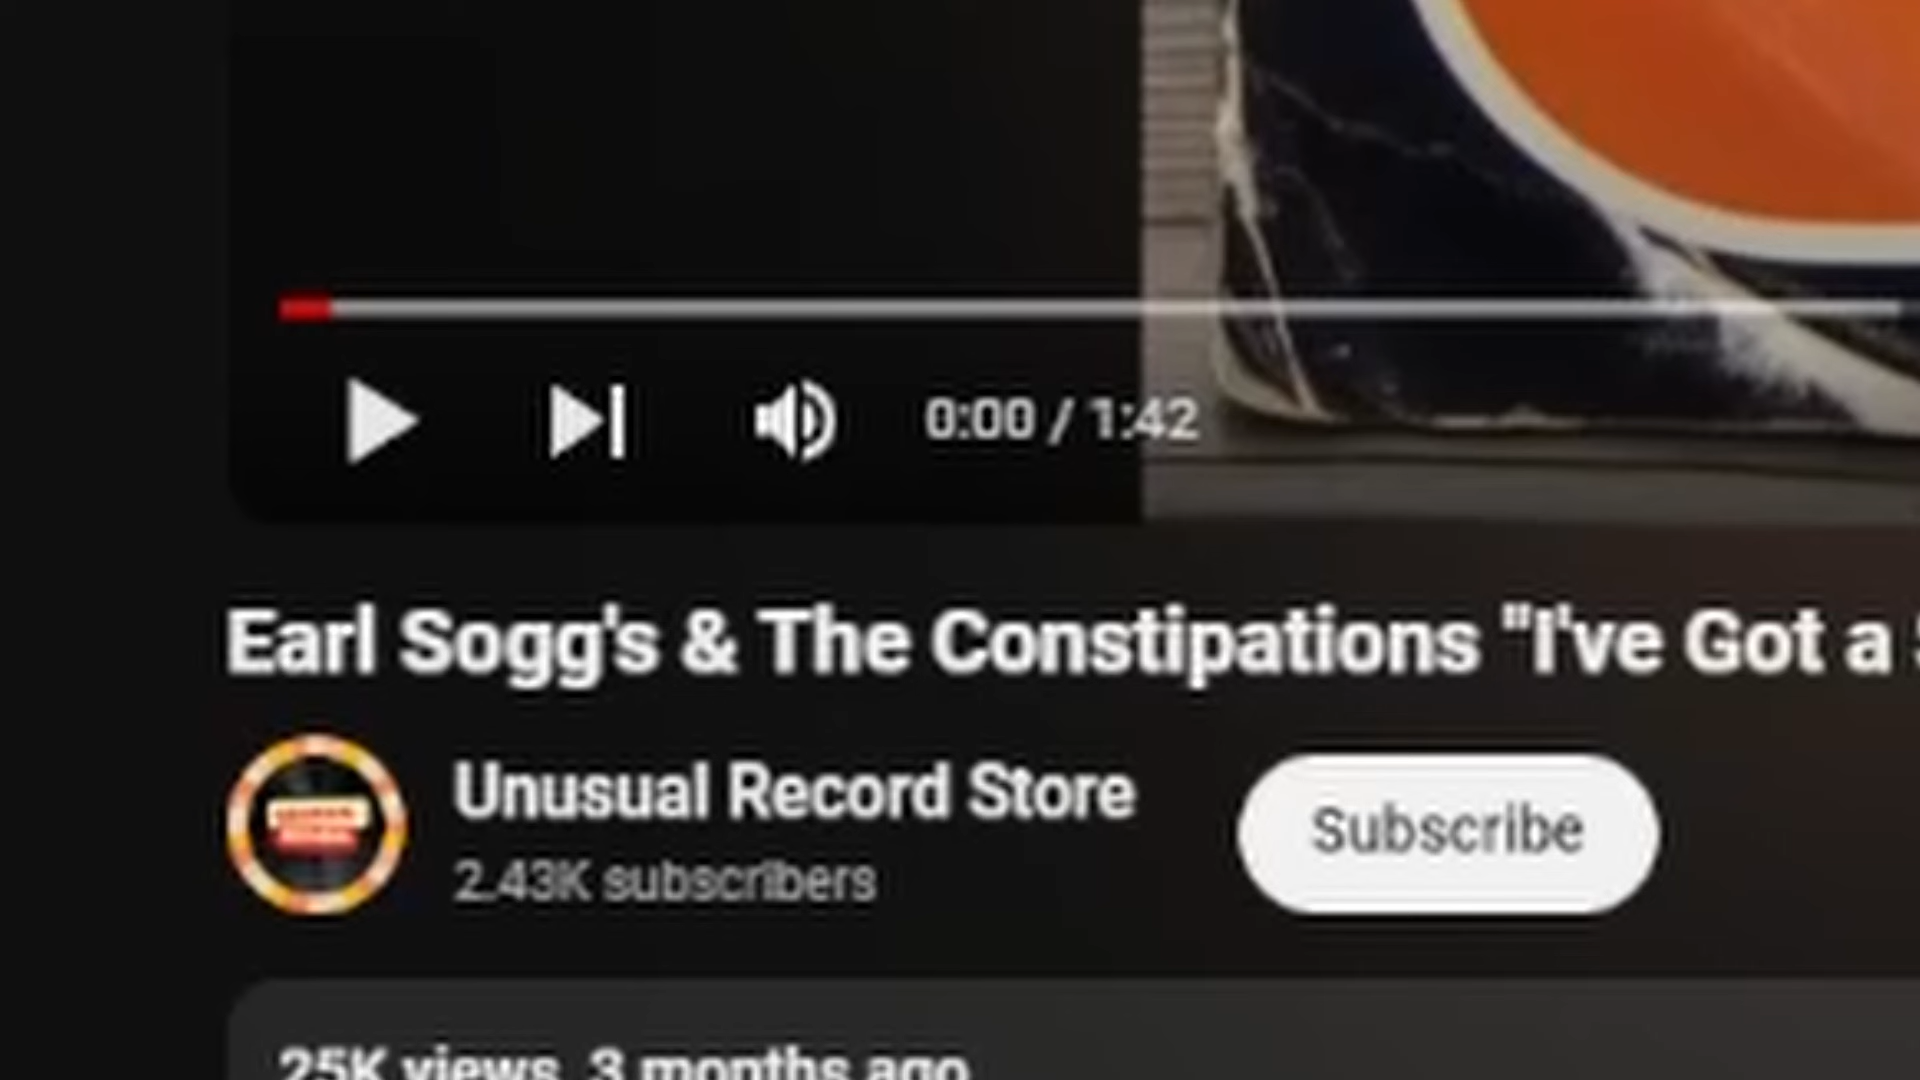 0:00 / 1:42
Earl Sogg's & The Constipations "I've Got a
Unusual Record Store
Subscribe
2.43K subscribers
25K views 3 months ago